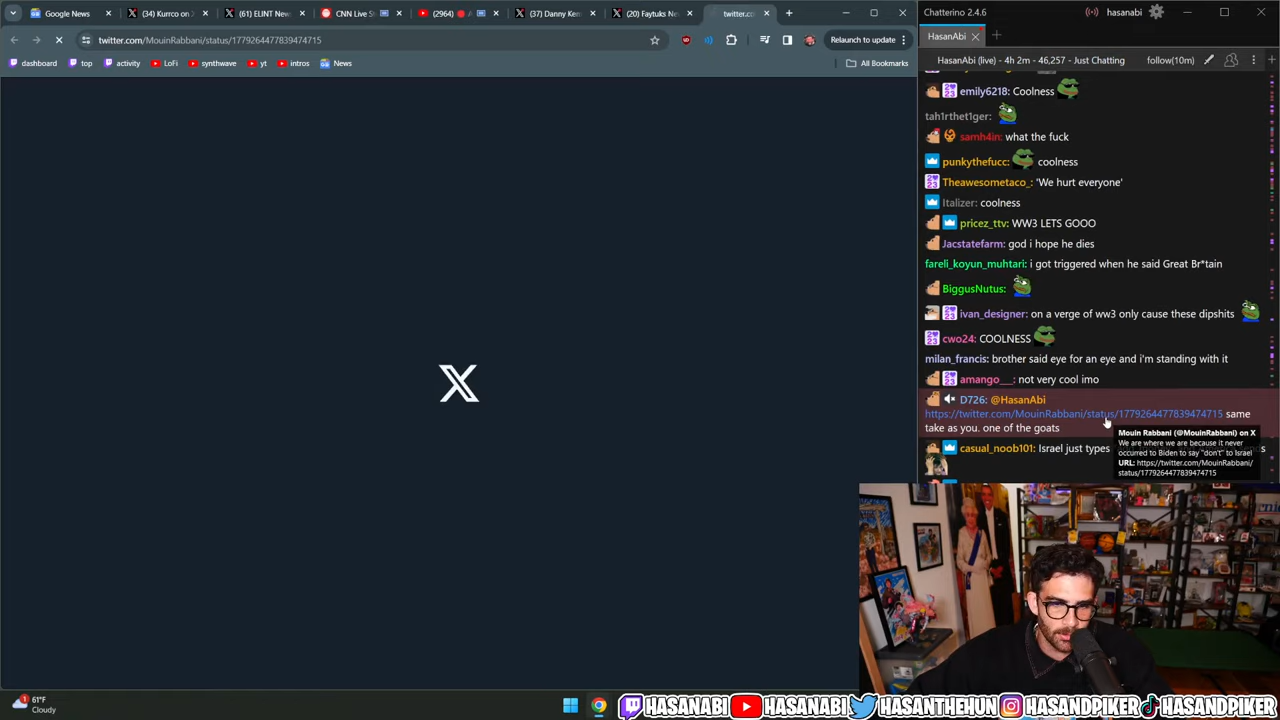 Google News
(34) Kurrco on
(61) ELINT New
CNN Live S
(2964)
(37) Danny Ken
(20) Faytuks Ne
twitter.co
twitter.com/MouinRabbani/status/1779264477839474715
Relaunch to update
dashboard
top
activity
LoFi
synthwave
yt
intros
News
All Bookmarks
X
Chatterino 2.4.6
hasanabi
HasanAbi
HasanAbi (live) - 4h 2m - 46,257 - Just Chatting
follow(10m)
emily6218: Coolness
tah1rthet1ger:
samh4in: what the fuck
punkythefucc: coolness
Theawesometaco_: 'We hurt everyone'
Italizer: coolness
pricez_ttv: WW3 LETS GOOO
Jacstatefarm: god i hope he dies
fareli_koyun_muhtari: i got triggered when he said Great Br*tain
BiggusNutus:
ivan_designer: on a verge of ww3 only cause these dipshits
cwo24: COOLNESS
milan_francis: brother said eye for an eye and i'm standing with it
amango___: not very cool imo
D726: @HasanAbi
https://twitter.com/MouinRabbani/status/1779264477839474715 same
take as you. one of the goats
Mouin Rabbani (@MouinRabbani) on X
We are where we are because it never
occurred to Biden to say "don't" to Israel
URL: https://twitter.com/MouinRabbani/
status/1779264477839474715
casual_noob101: Israel just types
61°F
Cloudy
HASANABI
HASANABI
HASANTHEHUN
HASANDPIKER
HASANDPIKER